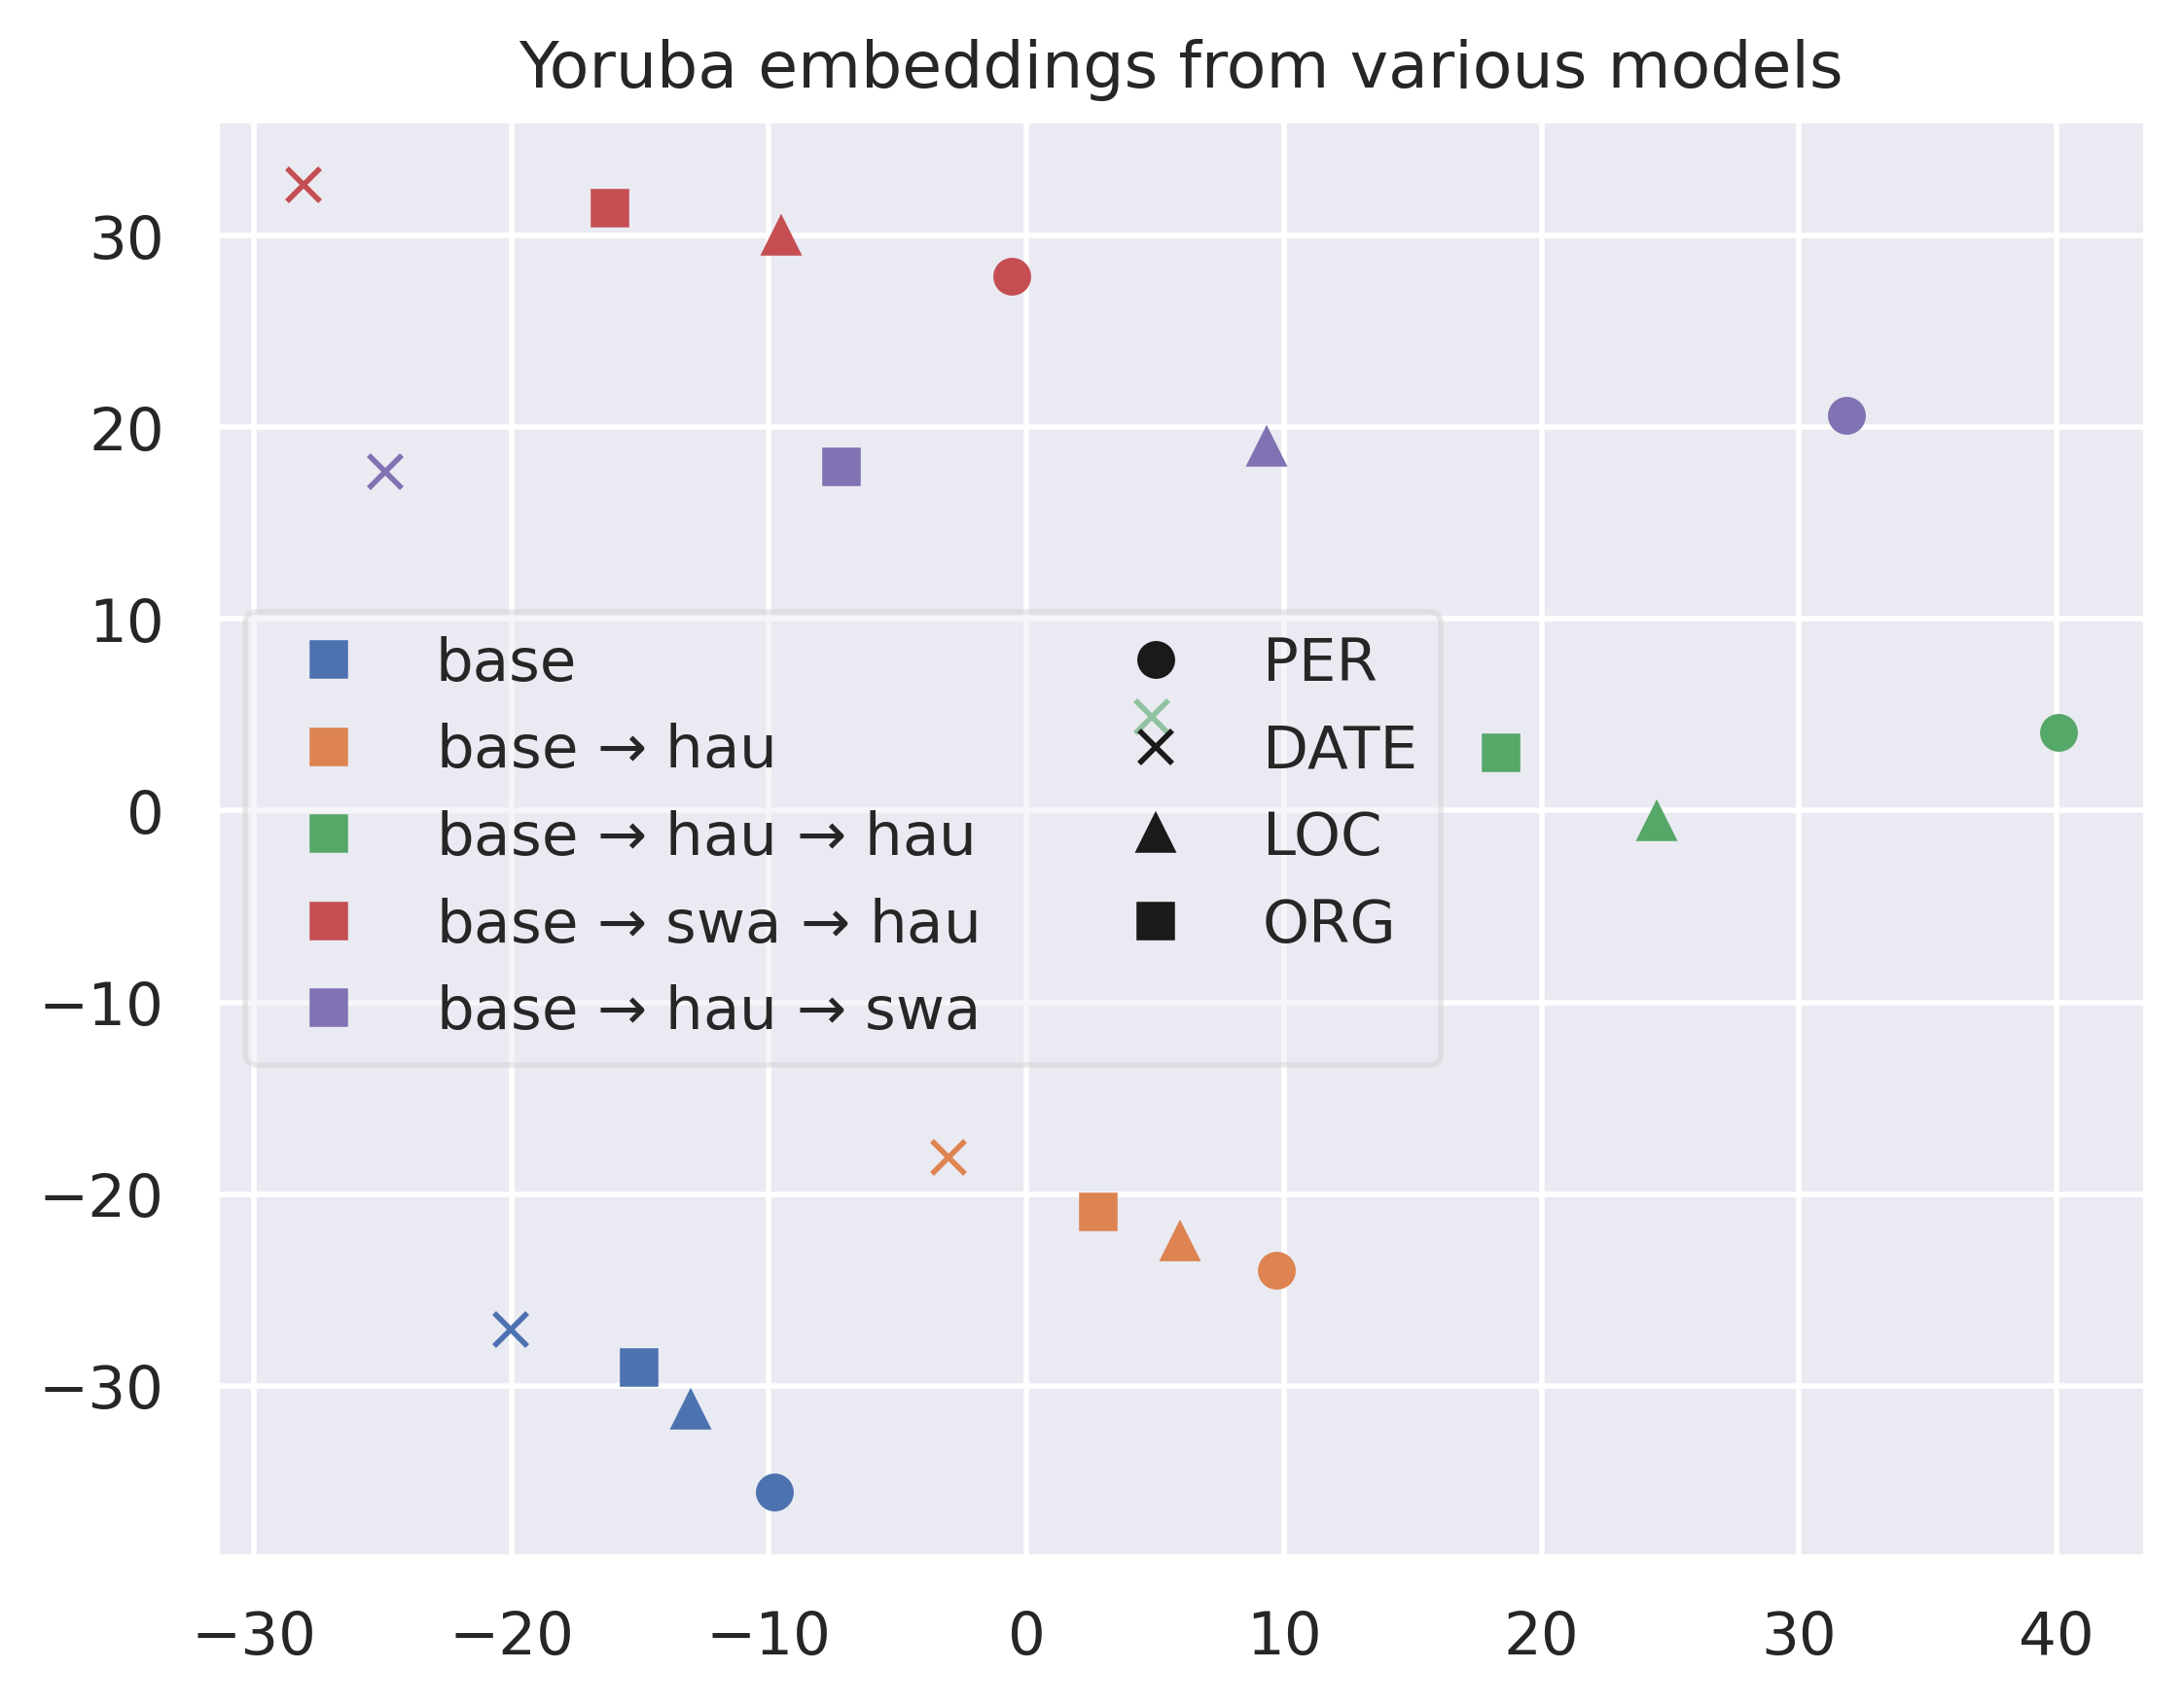 Yoruba embeddings from various models
30
20
10
0
−10
−20
−30
base
base → hau
base → hau → hau
base → swa → hau
base → hau → swa
PER
DATE
LOC
ORG
−30 −20 −10 0 10 20 30 40